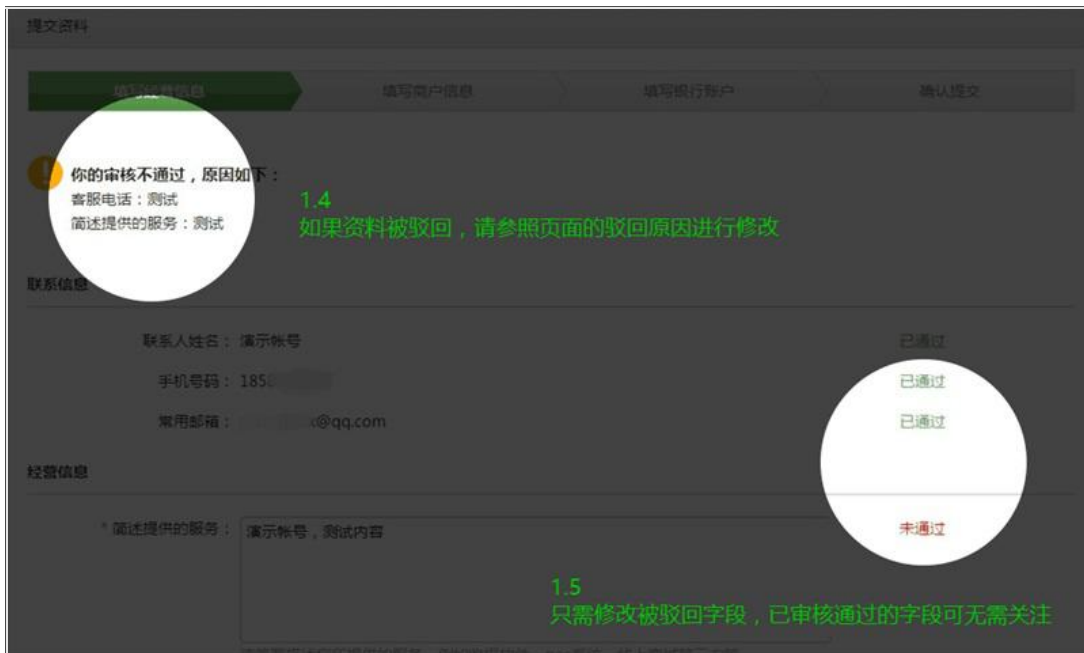 提交资料
填写经营信息
填写商户信息
填写银行账户
确认提交
你的审核不通过，原因如下：
客服电话：测试
简述提供的服务：测试
1.4
如果资料被驳回，请参照页面的驳回原因进行修改
联系信息
联系人姓名：演示帐号 已通过
手机号码：185 已通过
常用邮箱：@qq.com 已通过
经营信息
*简述提供的服务：演示帐号，测试内容 未通过
1.5
只需修改被驳回字段，已审核通过的字段可无需关注